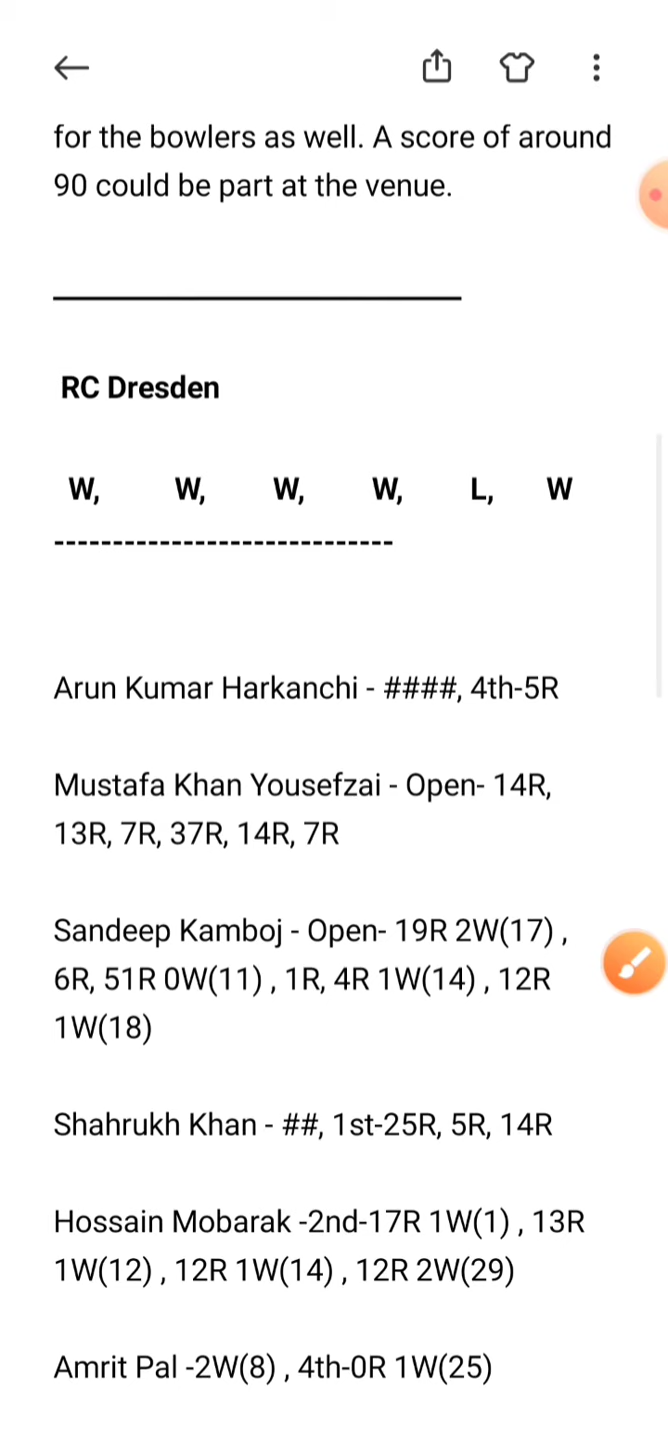 for the bowlers as well. A score of around
90 could be part at the venue.
RC Dresden
W, W, W, W, L, W
----------------------------
Arun Kumar Harkanchi - ####, 4th-5R
Mustafa Khan Yousefzai - Open- 14R,
13R, 7R, 37R, 14R, 7R
Sandeep Kamboj - Open- 19R 2W(17) ,
6R, 51R 0W(11) , 1R, 4R 1W(14) , 12R
1W(18)
Shahrukh Khan - ##, 1st-25R, 5R, 14R
Hossain Mobarak -2nd-17R 1W(1) , 13R
1W(12) , 12R 1W(14) , 12R 2W(29)
Amrit Pal -2W(8) , 4th-0R 1W(25)